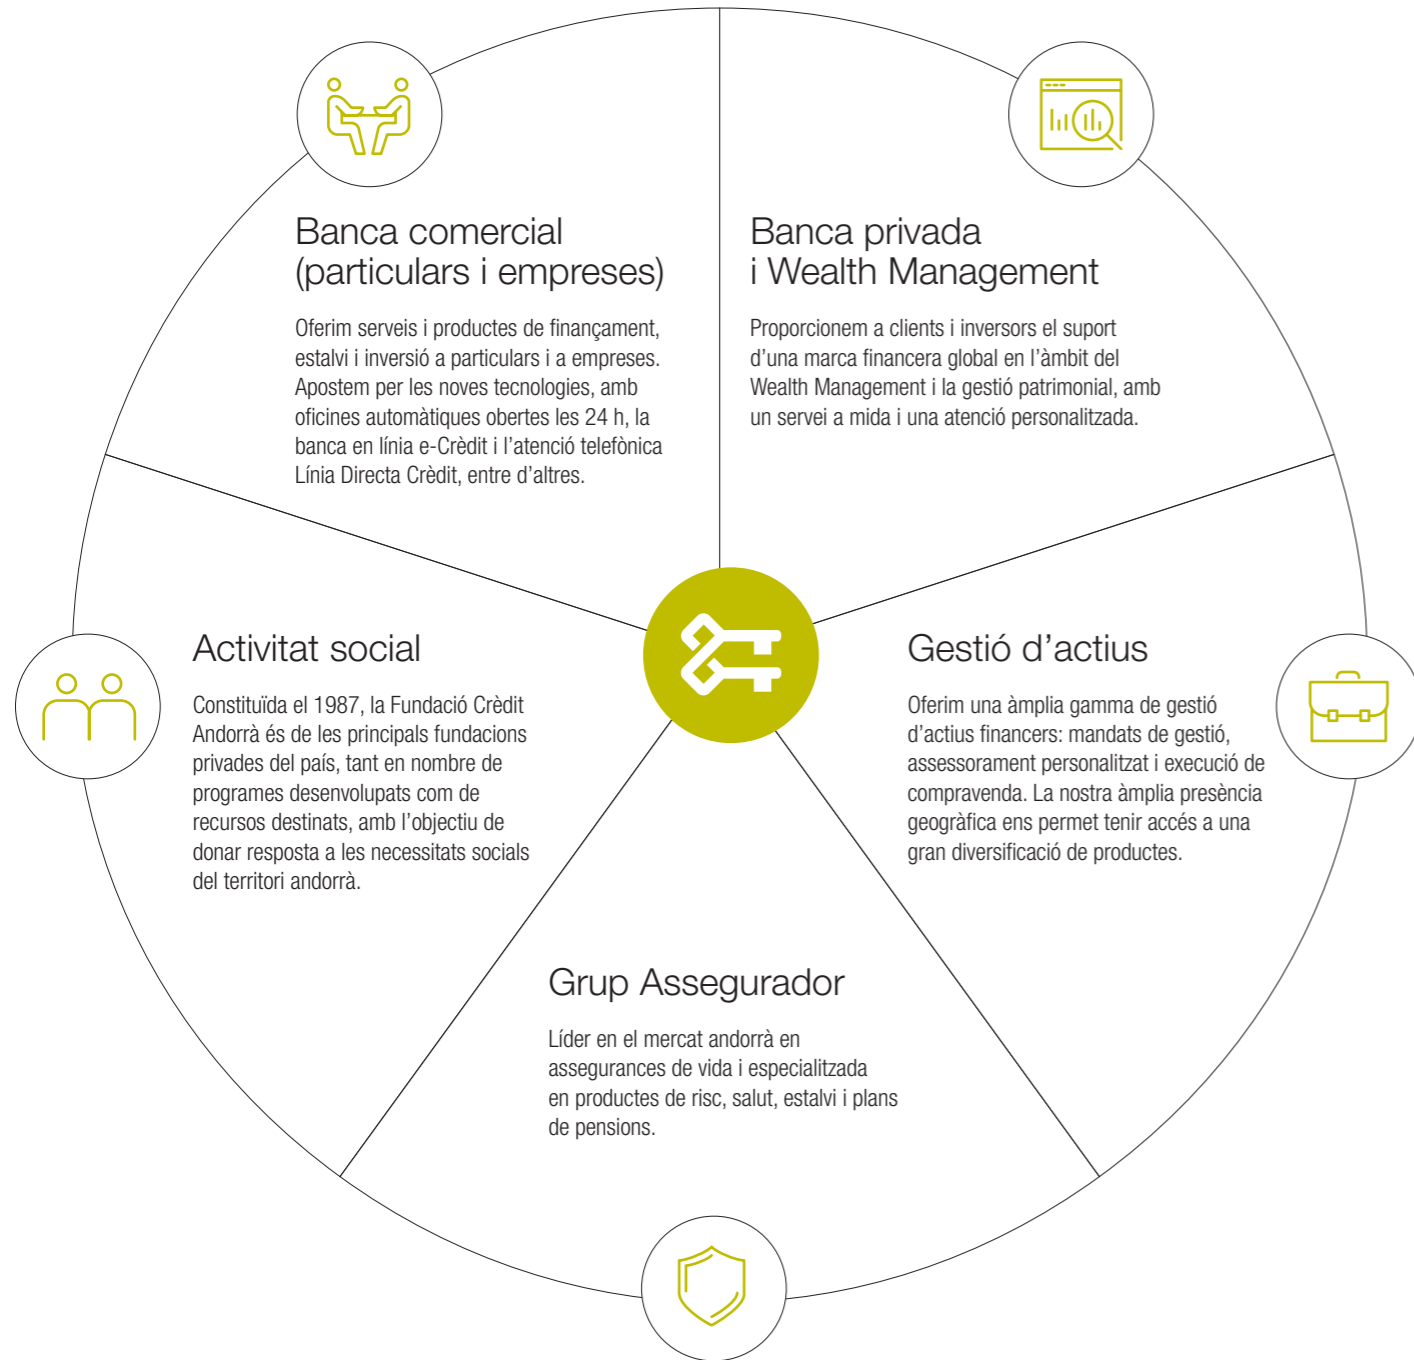 Banca comercial
(particulars i empreses)
Oferim serveis i productes de finançament,
estalvi i inversió a particulars i a empreses.
Apostem per les noves tecnologies, amb
oficines automàtiques obertes les 24 h, la
banca en línia e-Crèdit i l’atenció telefònica
Línia Directa Crèdit, entre d’altres.
Banca privada
i Wealth Management
Proporcionem a clients i inversors el suport
d’una marca financera global en l’àmbit del
Wealth Management i la gestió patrimonial, amb
un servei a mida i una atenció personalitzada.
Activitat social
Constituïda el 1987, la Fundació Crèdit
Andorrà és de les principals fundacions
privades del país, tant en nombre de
programes desenvolupats com de
recursos destinats, amb l’objectiu de
donar resposta a les necessitats socials
del territori andorrà.
Gestió d’actius
Oferim una àmplia gamma de gestió
d’actius financers: mandats de gestió,
assessorament personalitzat i execució de
compravenda. La nostra àmplia presència
geogràfica ens permet tenir accés a una
gran diversificació de productes.
Grup Assegurador
Líder en el mercat andorrà en
assegurances de vida i especialitzada
en productes de risc, salut, estalvi i plans
de pensions.